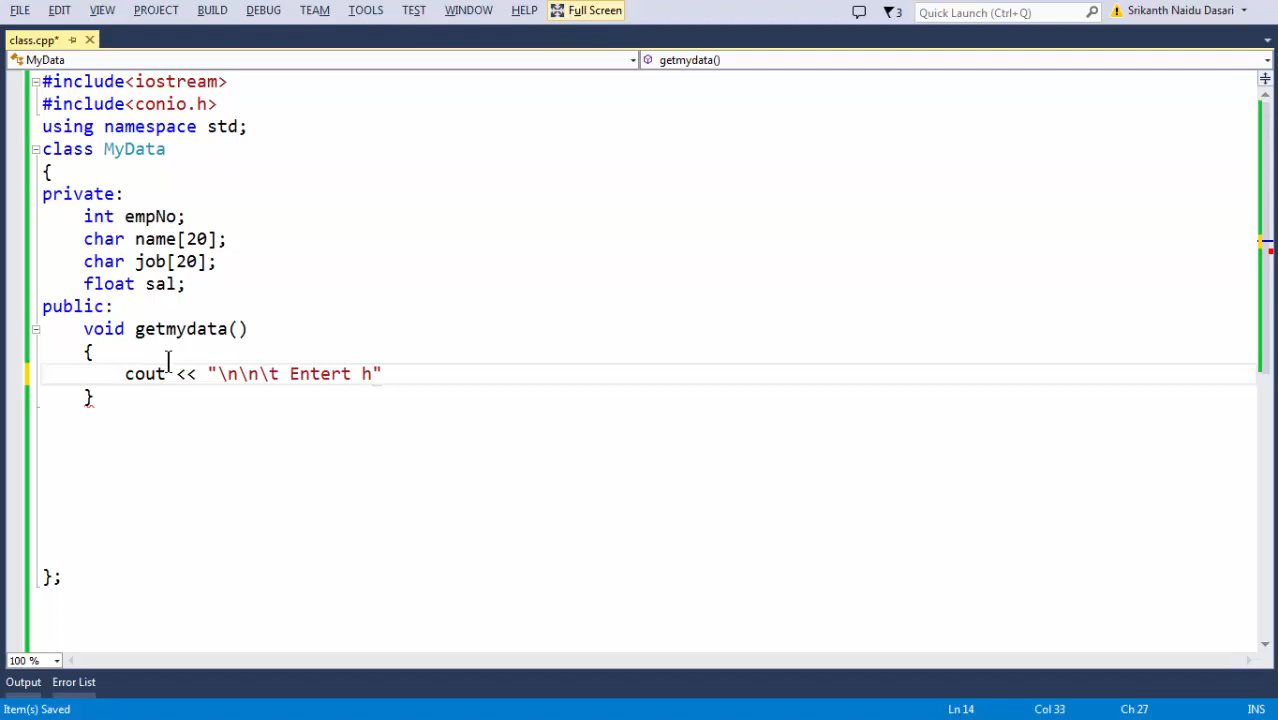 FILE EDIT VIEW PROJECT BUILD DEBUG TEAM TOOLS TEST WINDOW HELP Full Screen 3 Quick Launch (Ctrl+Q) Srikanth Naidu Dasari
class.cpp*
MyData getmydata()
#include<iostream>
#include<conio.h>
using namespace std;
class MyData
{
private:
int empNo;
char name[20];
char job[20];
float sal;
public:
void getmydata()
{
cout << "\n\n\t Entert h"
}
};
100 %
Output Error List
Item(s) Saved Ln 14 Col 33 Ch 27 INS